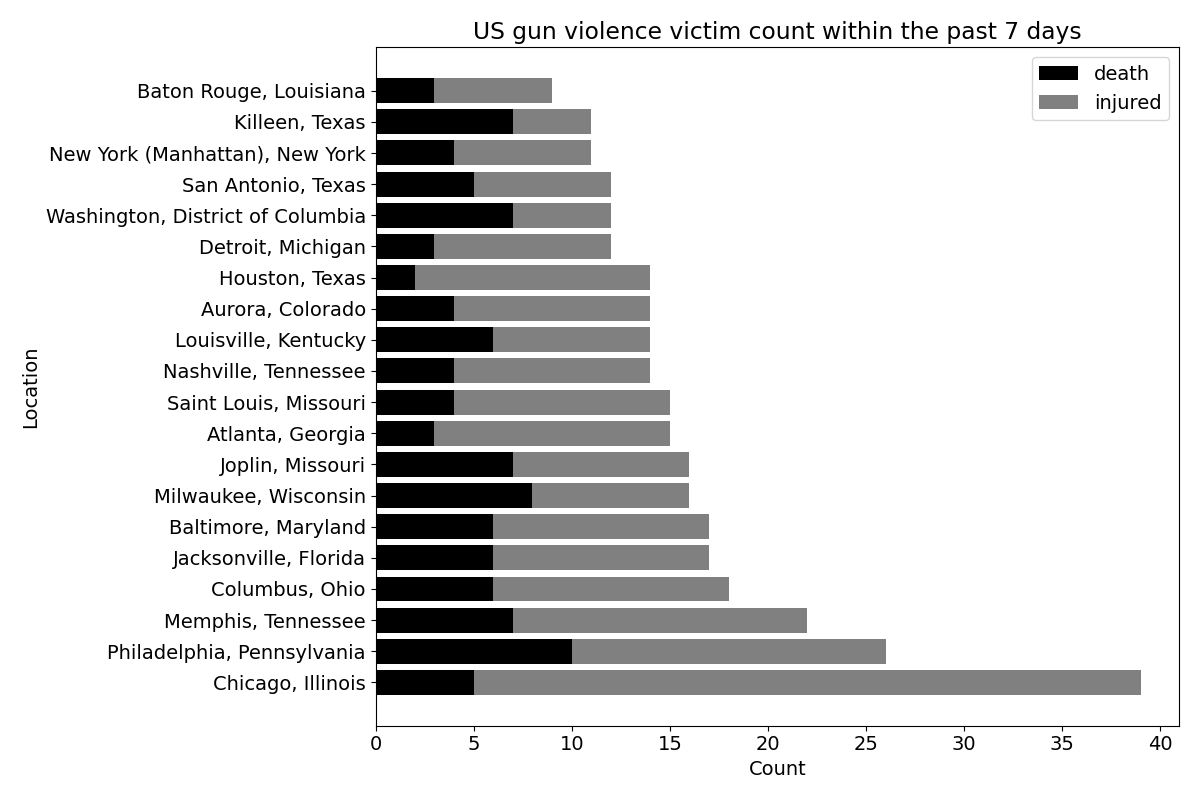 US gun violence victim count within the past 7 days
death
injured
Baton Rouge, Louisiana
Killeen, Texas
New York (Manhattan), New York
San Antonio, Texas
Washington, District of Columbia
Detroit, Michigan
Houston, Texas
Aurora, Colorado
Louisville, Kentucky
Nashville, Tennessee
Saint Louis, Missouri
Atlanta, Georgia
Joplin, Missouri
Milwaukee, Wisconsin
Baltimore, Maryland
Jacksonville, Florida
Columbus, Ohio
Memphis, Tennessee
Philadelphia, Pennsylvania
Chicago, Illinois
Location
0 5 10 15 20 25 30 35 40
Count